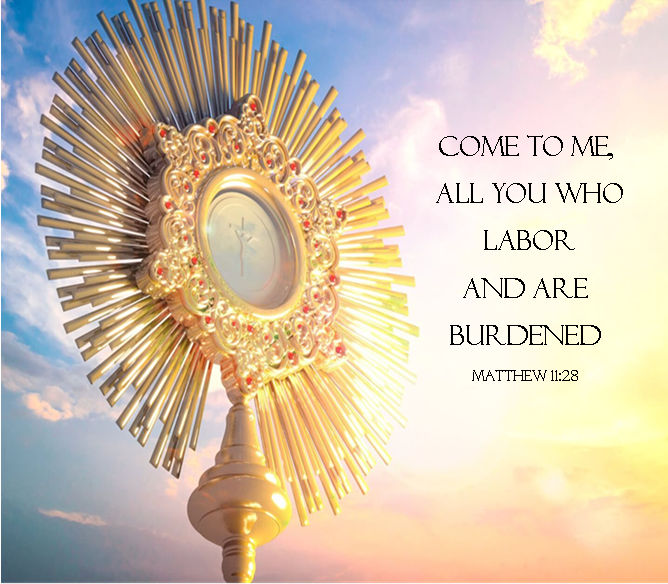 COME TO ME,
ALL YOU WHO
LABOR
AND ARE
BURDENED
MATTHEW 11:28